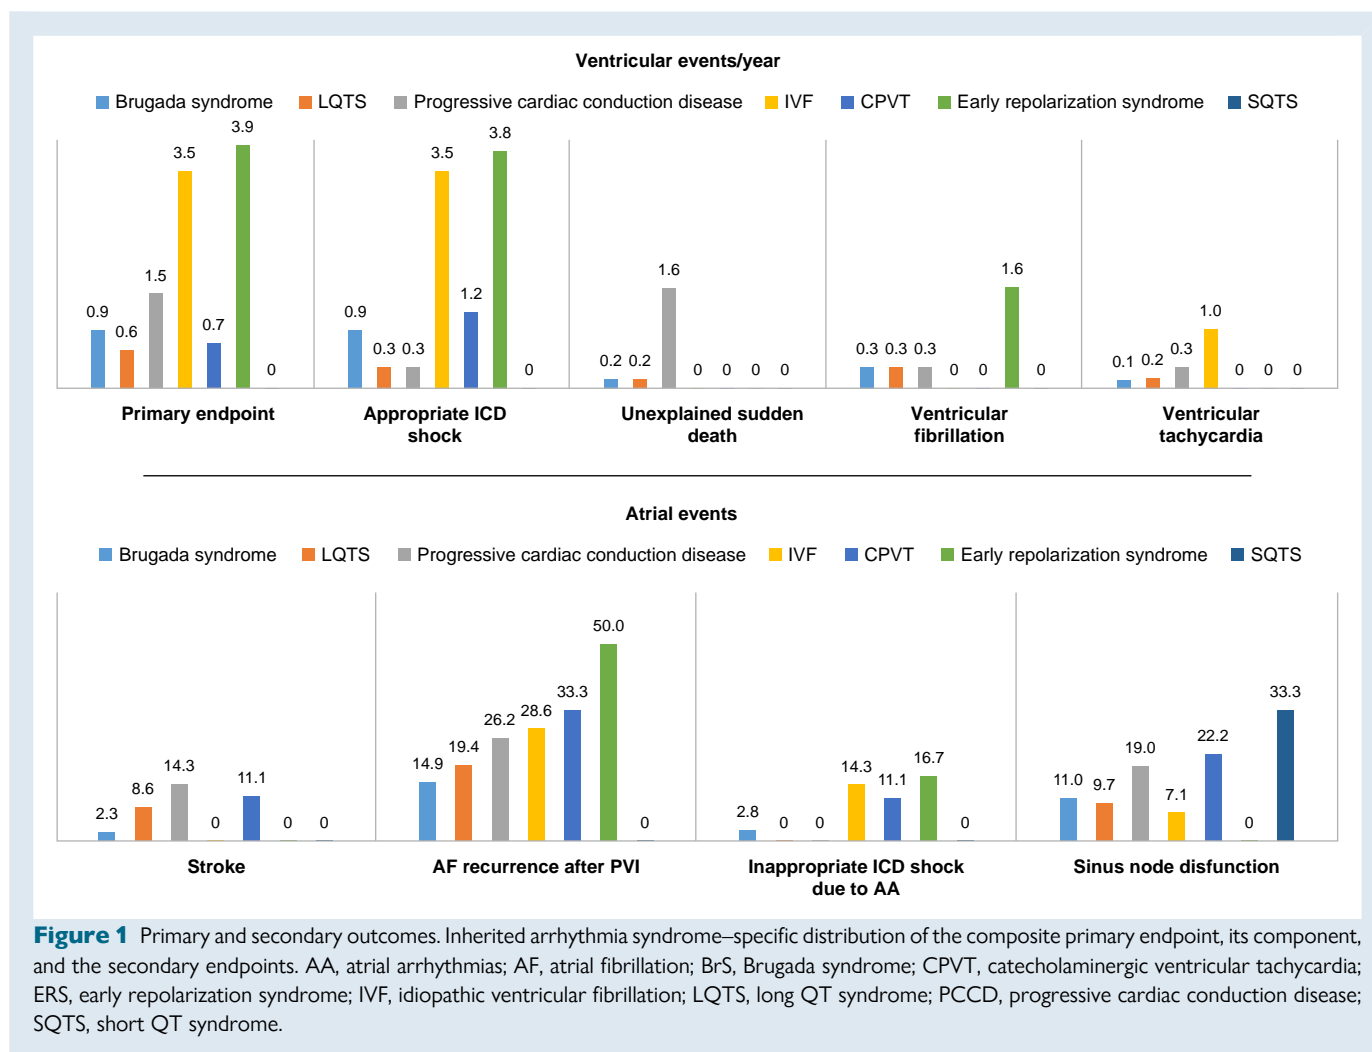 Ventricular events/year
Brugada syndrome LQTS Progressive cardiac conduction disease IVF CPVT Early repolarization syndrome SQTS
0.9 0.6 1.5 3.5 0.7 3.9 0
0.9 0.3 0.3 3.5 1.2 3.8 0
0.2 0.2 1.6 0 0 0 0
0.3 0.3 0.3 0 0 1.6 0
0.1 0.2 0.3 1.0 0 0 0
Primary endpoint
Appropriate ICD
shock
Unexplained sudden
death
Ventricular
fibrillation
Ventricular
tachycardia
Atrial events
Brugada syndrome LQTS Progressive cardiac conduction disease IVF CPVT Early repolarization syndrome SQTS
2.3 8.6 14.3 0 11.1 0 0
14.9 19.4 26.2 28.6 33.3 50.0 0
2.8 0 0 14.3 11.1 16.7 0
11.0 9.7 19.0 7.1 22.2 0 33.3
Stroke
AF recurrence after PVI
Inappropriate ICD shock
due to AA
Sinus node disfunction
Figure 1 Primary and secondary outcomes. Inherited arrhythmia syndrome–specific distribution of the composite primary endpoint, its component,
and the secondary endpoints. AA, atrial arrhythmias; AF, atrial fibrillation; BrS, Brugada syndrome; CPVT, catecholaminergic ventricular tachycardia;
ERS, early repolarization syndrome; IVF, idiopathic ventricular fibrillation; LQTS, long QT syndrome; PCCD, progressive cardiac conduction disease;
SQTS, short QT syndrome.